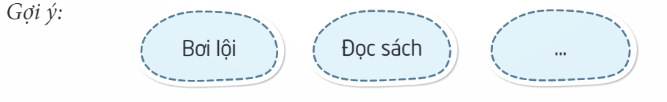 Gợi ý:
Bơi lội Đọc sách ...